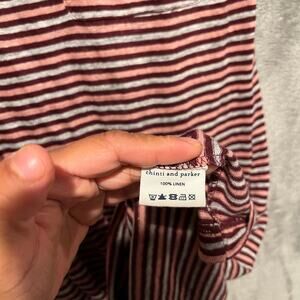 chinti and parker
100% LINEN